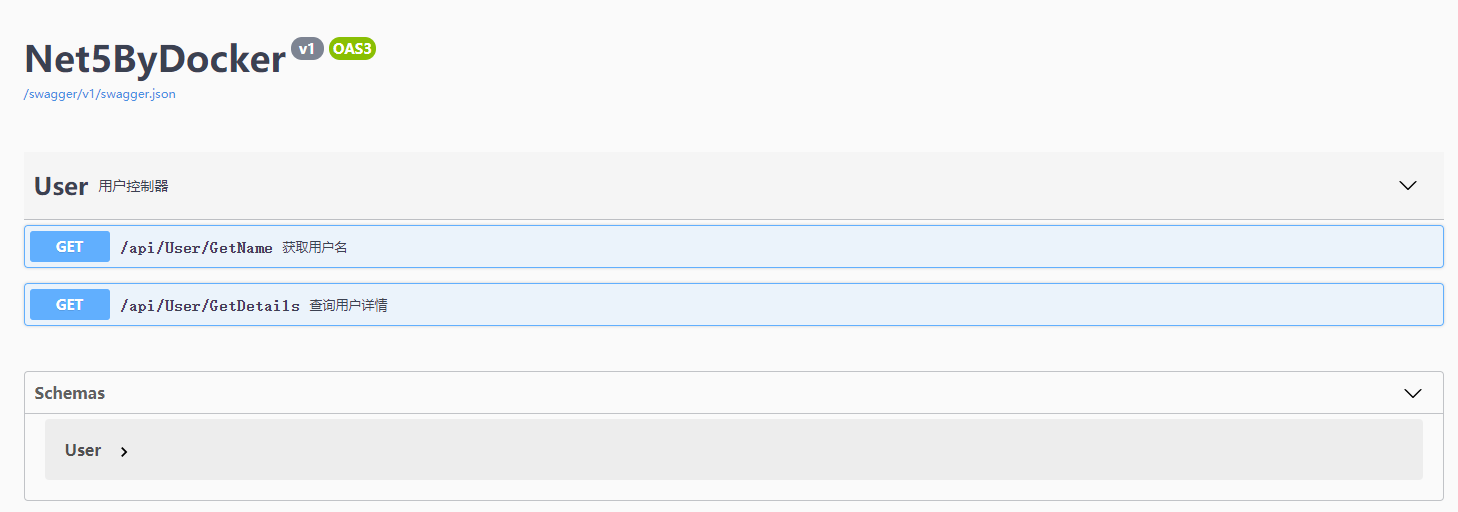 Net5ByDocker v1 OAS3
/swagger/v1/swagger.json
User 用户控制器
GET /api/User/GetName 获取用户名
GET /api/User/GetDetails 查询用户详情
Schemas
User